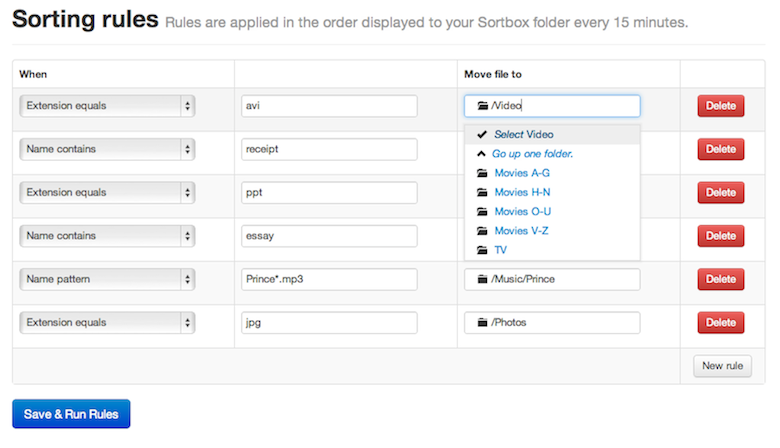 Sorting rules Rules are applied in the order displayed to your Sortbox folder every 15 minutes.
When Move file to
Extension equals avi /Video Delete
Select Video
Name contains receipt Delete
Go up one folder.
Movies A-G
Extension equals ppt Movies H-N Delete
Movies O-U
Name contains essay Movies V-Z Delete
TV
Name pattern Prince*.mp3 /Music/Prince Delete
Extension equals jpg /Photos Delete
New rule
Save & Run Rules